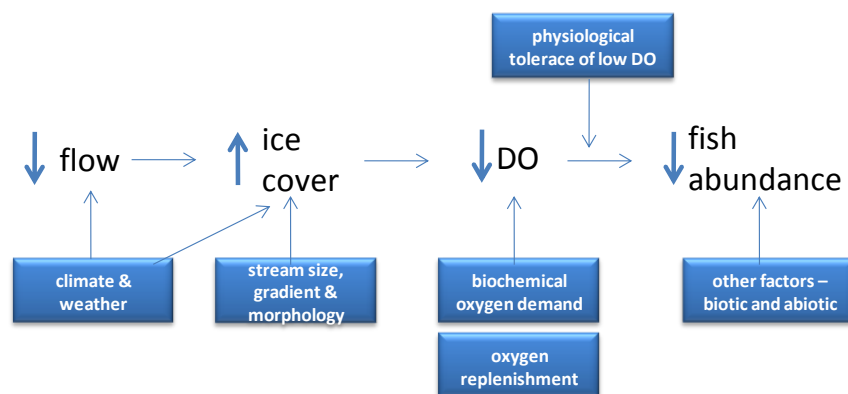 physiological
tolerace of low DO
flow
ice
cover
DO
fish
abundance
climate &
weather
stream size,
gradient &
morphology
biochemical
oxygen demand
other factors –
biotic and abiotic
oxygen
replenishment